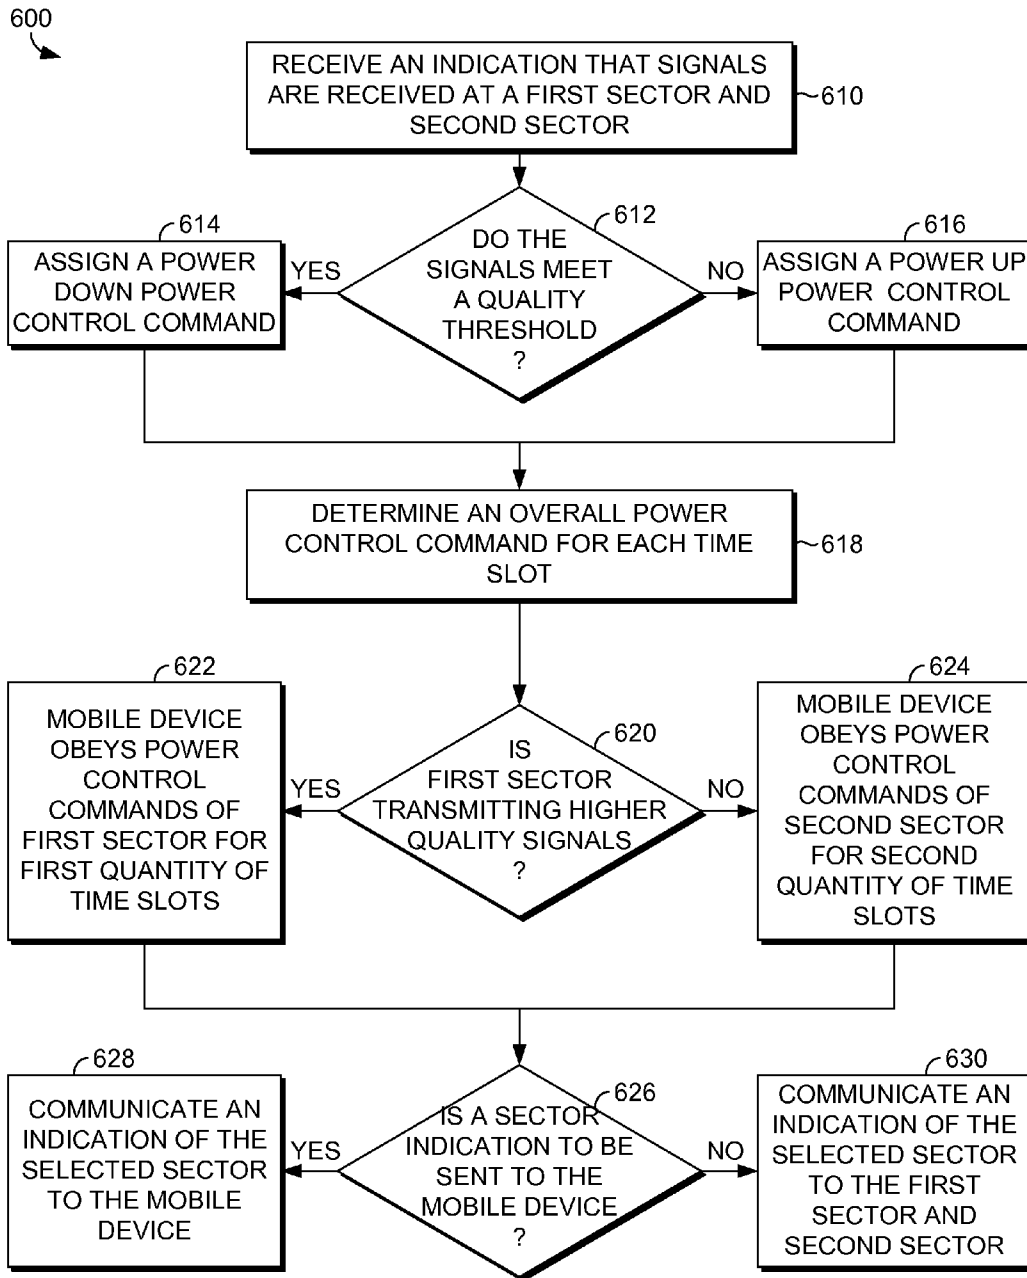 600
RECEIVE AN INDICATION THAT SIGNALS
ARE RECEIVED AT A FIRST SECTOR AND
SECOND SECTOR
610
612
DO THE
SIGNALS MEET
A QUALITY
THRESHOLD
?
YES
NO
614
ASSIGN A POWER
DOWN POWER
CONTROL COMMAND
616
ASSIGN A POWER UP
POWER CONTROL
COMMAND
DETERMINE AN OVERALL POWER
CONTROL COMMAND FOR EACH TIME
SLOT
618
620
IS
FIRST SECTOR
TRANSMITTING HIGHER
QUALITY SIGNALS
?
YES
NO
622
MOBILE DEVICE
OBEYS POWER
CONTROL
COMMANDS OF
FIRST SECTOR FOR
FIRST QUANTITY OF
TIME SLOTS
624
MOBILE DEVICE
OBEYS POWER
CONTROL
COMMANDS OF
SECOND SECTOR
FOR SECOND
QUANTITY OF TIME
SLOTS
626
IS A SECTOR
INDICATION TO BE
SENT TO THE
MOBILE DEVICE
?
YES
NO
628
COMMUNICATE AN
INDICATION OF THE
SELECTED SECTOR
TO THE MOBILE
DEVICE
630
COMMUNICATE AN
INDICATION OF THE
SELECTED SECTOR
TO THE FIRST
SECTOR AND
SECOND SECTOR